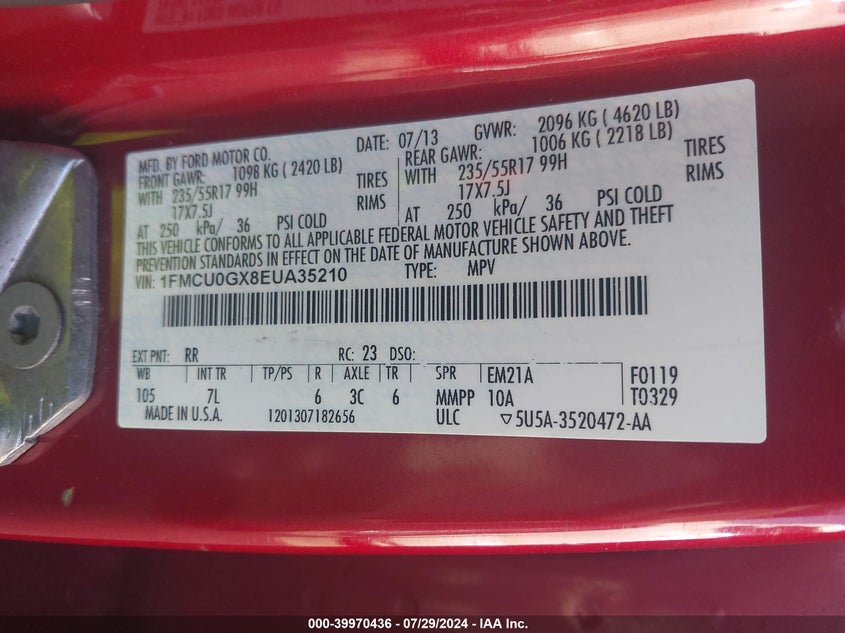 MFD. BY FORD MOTOR CO. DATE: 07/13 GVWR: 2096 KG ( 4620 LB)
FRONT GAWR: 1098 KG ( 2420 LB) REAR GAWR: 1006 KG ( 2218 LB)
WITH 235/55R17 99H TIRES WITH 235/55R17 99H TIRES
17X7.5J RIMS 17X7.5J RIMS
AT 250 kPa/ 36 PSI COLD AT 250 kPa/ 36 PSI COLD
THIS VEHICLE CONFORMS TO ALL APPLICABLE FEDERAL MOTOR VEHICLE SAFETY AND THEFT
PREVENTION STANDARDS IN EFFECT ON THE DATE OF MANUFACTURE SHOWN ABOVE.
VIN: 1FMCU0GX8EUA35210 TYPE: MPV
EXT PNT: RR RC: 23 DSO:
WB INT TR TP/PS R AXLE TR SPR EM21A F0119
105 7L 6 3C 6 MMPP 10A T0329
MADE IN U.S.A. 1201307182656 ULC ▽5U5A-3520472-AA
000-39970436 - 07/29/2024 - IAA Inc.